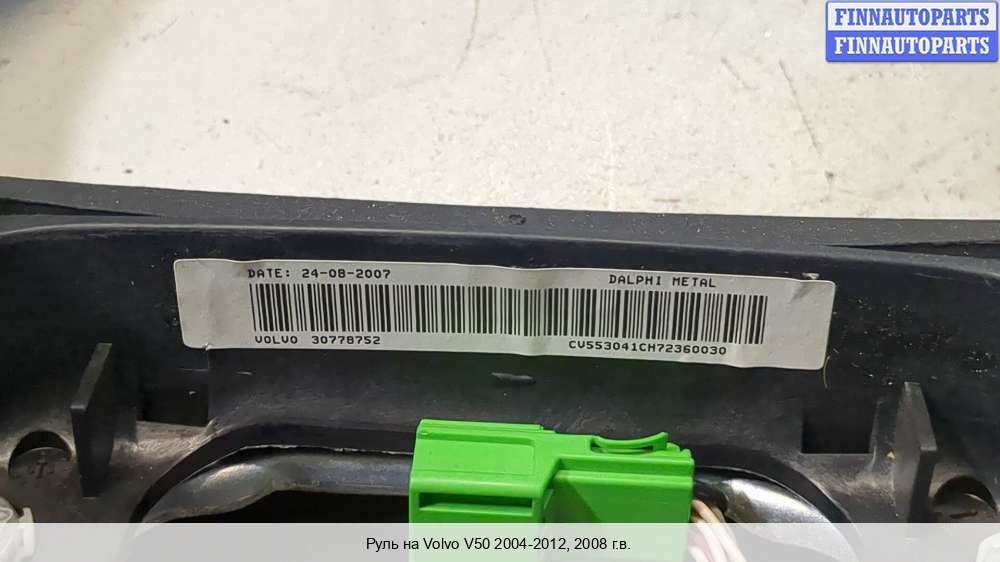 FINNAUTOPARTS
FINNAUTOPARTS
DATE: 24-08-2007
DALPHI METAL
VOLVO 30778752
CV553041CH72360030
Руль на Volvo V50 2004-2012, 2008 г.в.